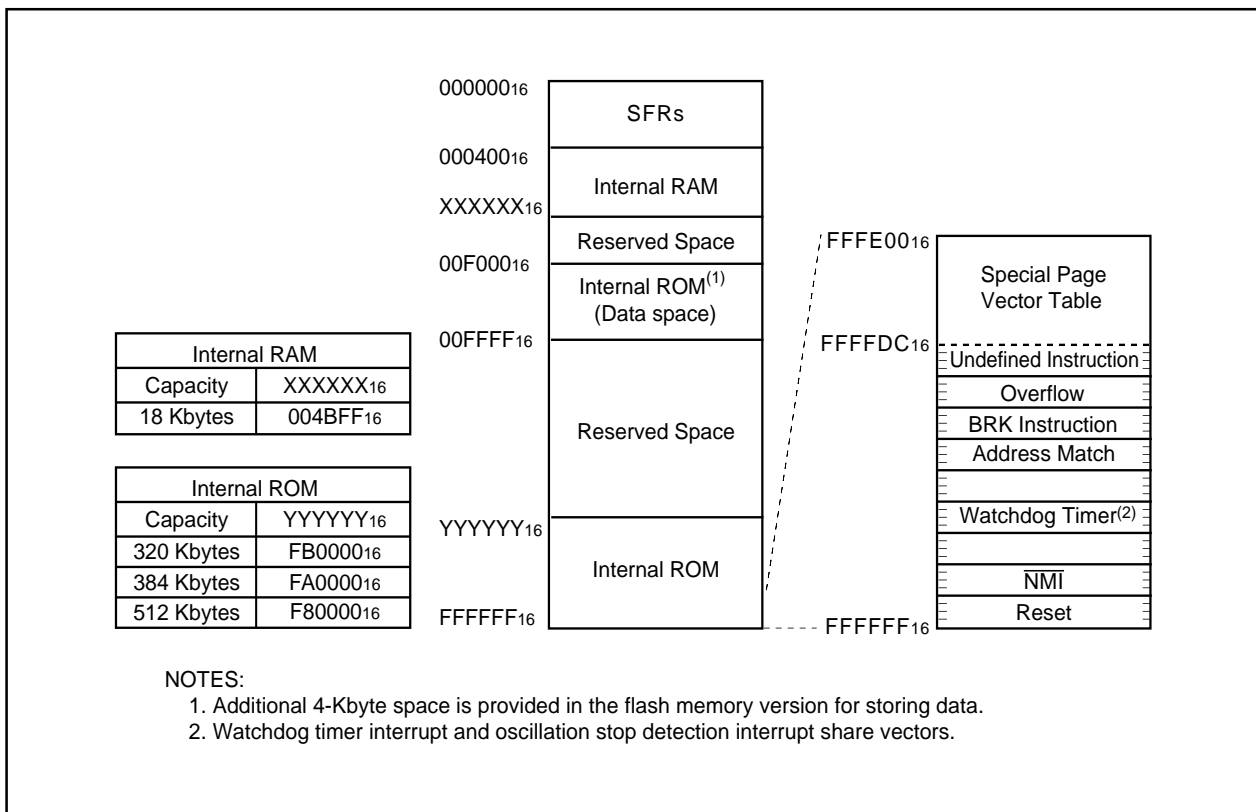 000000₁₆
SFRs
000400₁₆
Internal RAM
XXXXXX₁₆
Reserved Space
00F000₁₆
Internal ROM⁽¹⁾
(Data space)
00FFFF₁₆
Reserved Space
YYYYYY₁₆
Internal ROM
FFFFFF₁₆
Internal RAM
Capacity XXXXXX₁₆
18 Kbytes 004BFF₁₆
Internal ROM
Capacity YYYYYY₁₆
320 Kbytes FB0000₁₆
384 Kbytes FA0000₁₆
512 Kbytes F80000₁₆
FFFE00₁₆
Special Page
Vector Table
FFFFDC₁₆
Undefined Instruction
Overflow
BRK Instruction
Address Match
Watchdog Timer⁽²⁾
N̅M̅I̅
Reset
FFFFFF₁₆
NOTES:
1. Additional 4-Kbyte space is provided in the flash memory version for storing data.
2. Watchdog timer interrupt and oscillation stop detection interrupt share vectors.